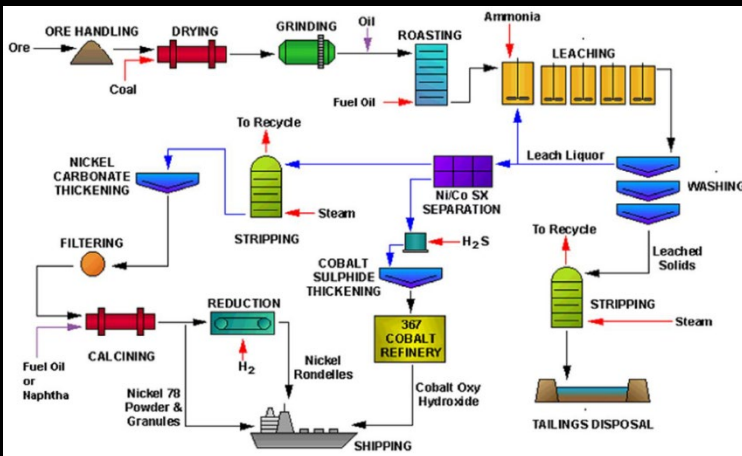 Ore
ORE HANDLING
Coal
DRYING
GRINDING
Oil
ROASTING
Fuel Oil
Ammonia
LEACHING
To Recycle
NICKEL
CARBONATE
THICKENING
Steam
STRIPPING
Ni/Co SX
SEPARATION
Leach Liquor
WASHING
Leached
Solids
FILTERING
H2S
COBALT
SULPHIDE
THICKENING
To Recycle
STRIPPING
Steam
CALCINING
Fuel Oil
or
Naphtha
REDUCTION
H2
Nickel
Rondelles
367
COBALT
REFINERY
Nickel 78
Powder &
Granules
Cobalt Oxy
Hydroxide
SHIPPING
TAILINGS DISPOSAL